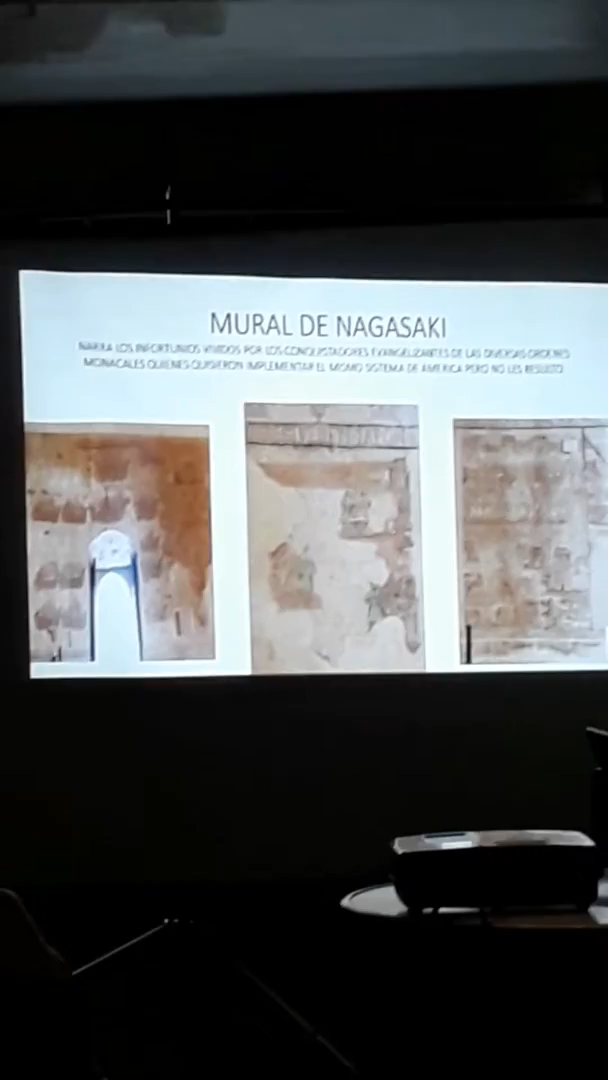 MURAL DE NAGASAKI
NARRA LOS INFORTUNIOS VIVIDOS POR LOS CONQUISTADORES EVANGELIZANTES DE LAS DIVERSAS ORDENES
MONACALES QUIENES QUISIERON IMPLEMENTAR EL MISMO SISTEMA DE AMERICA PERO NO LES RESULTO